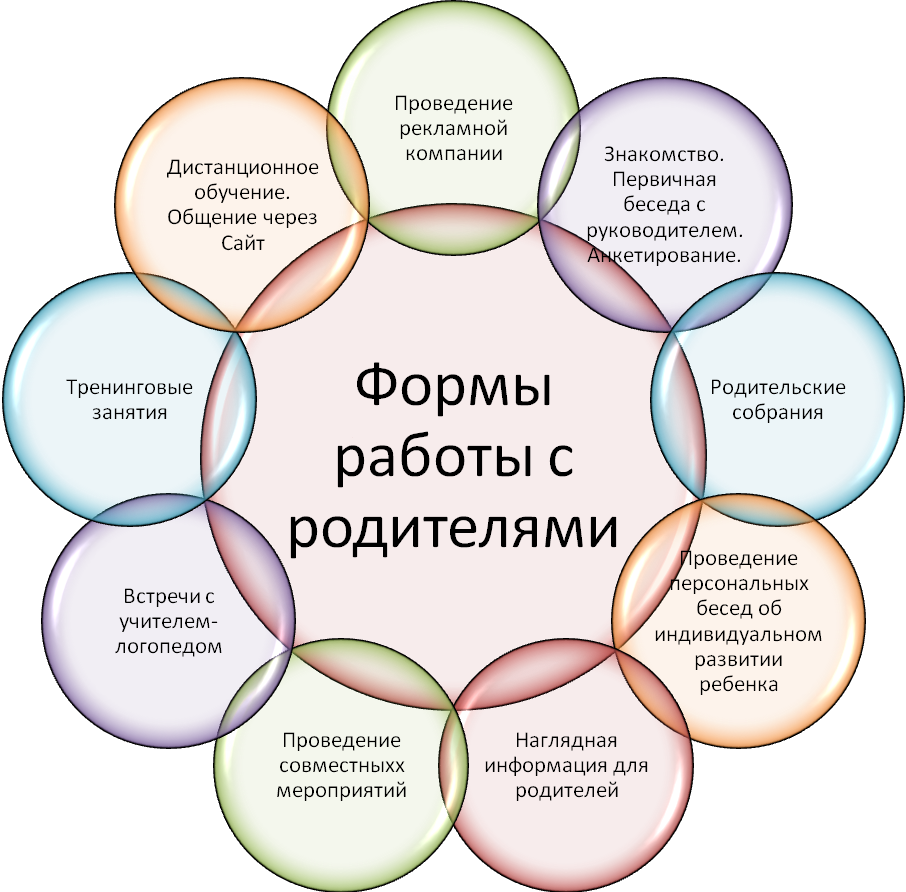 Проведение
рекламной
компании
Знакомство.
Первичная
беседа с
руководителем.
Анкетирование.
Родительские
собрания
Проведение
персональных
бесед об
индивидуальном
развитии
ребенка
Наглядная
информация для
родителей
Проведение
совместныхх
мероприятий
Встречи с
учителем-
логопедом
Тренинговые
занятия
Дистанционное
обучение.
Общение через
Сайт
Формы
работы с
родителями